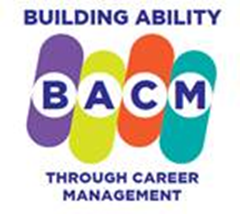 BUILDING ABILITY
BACM
THROUGH CAREER
MANAGEMENT